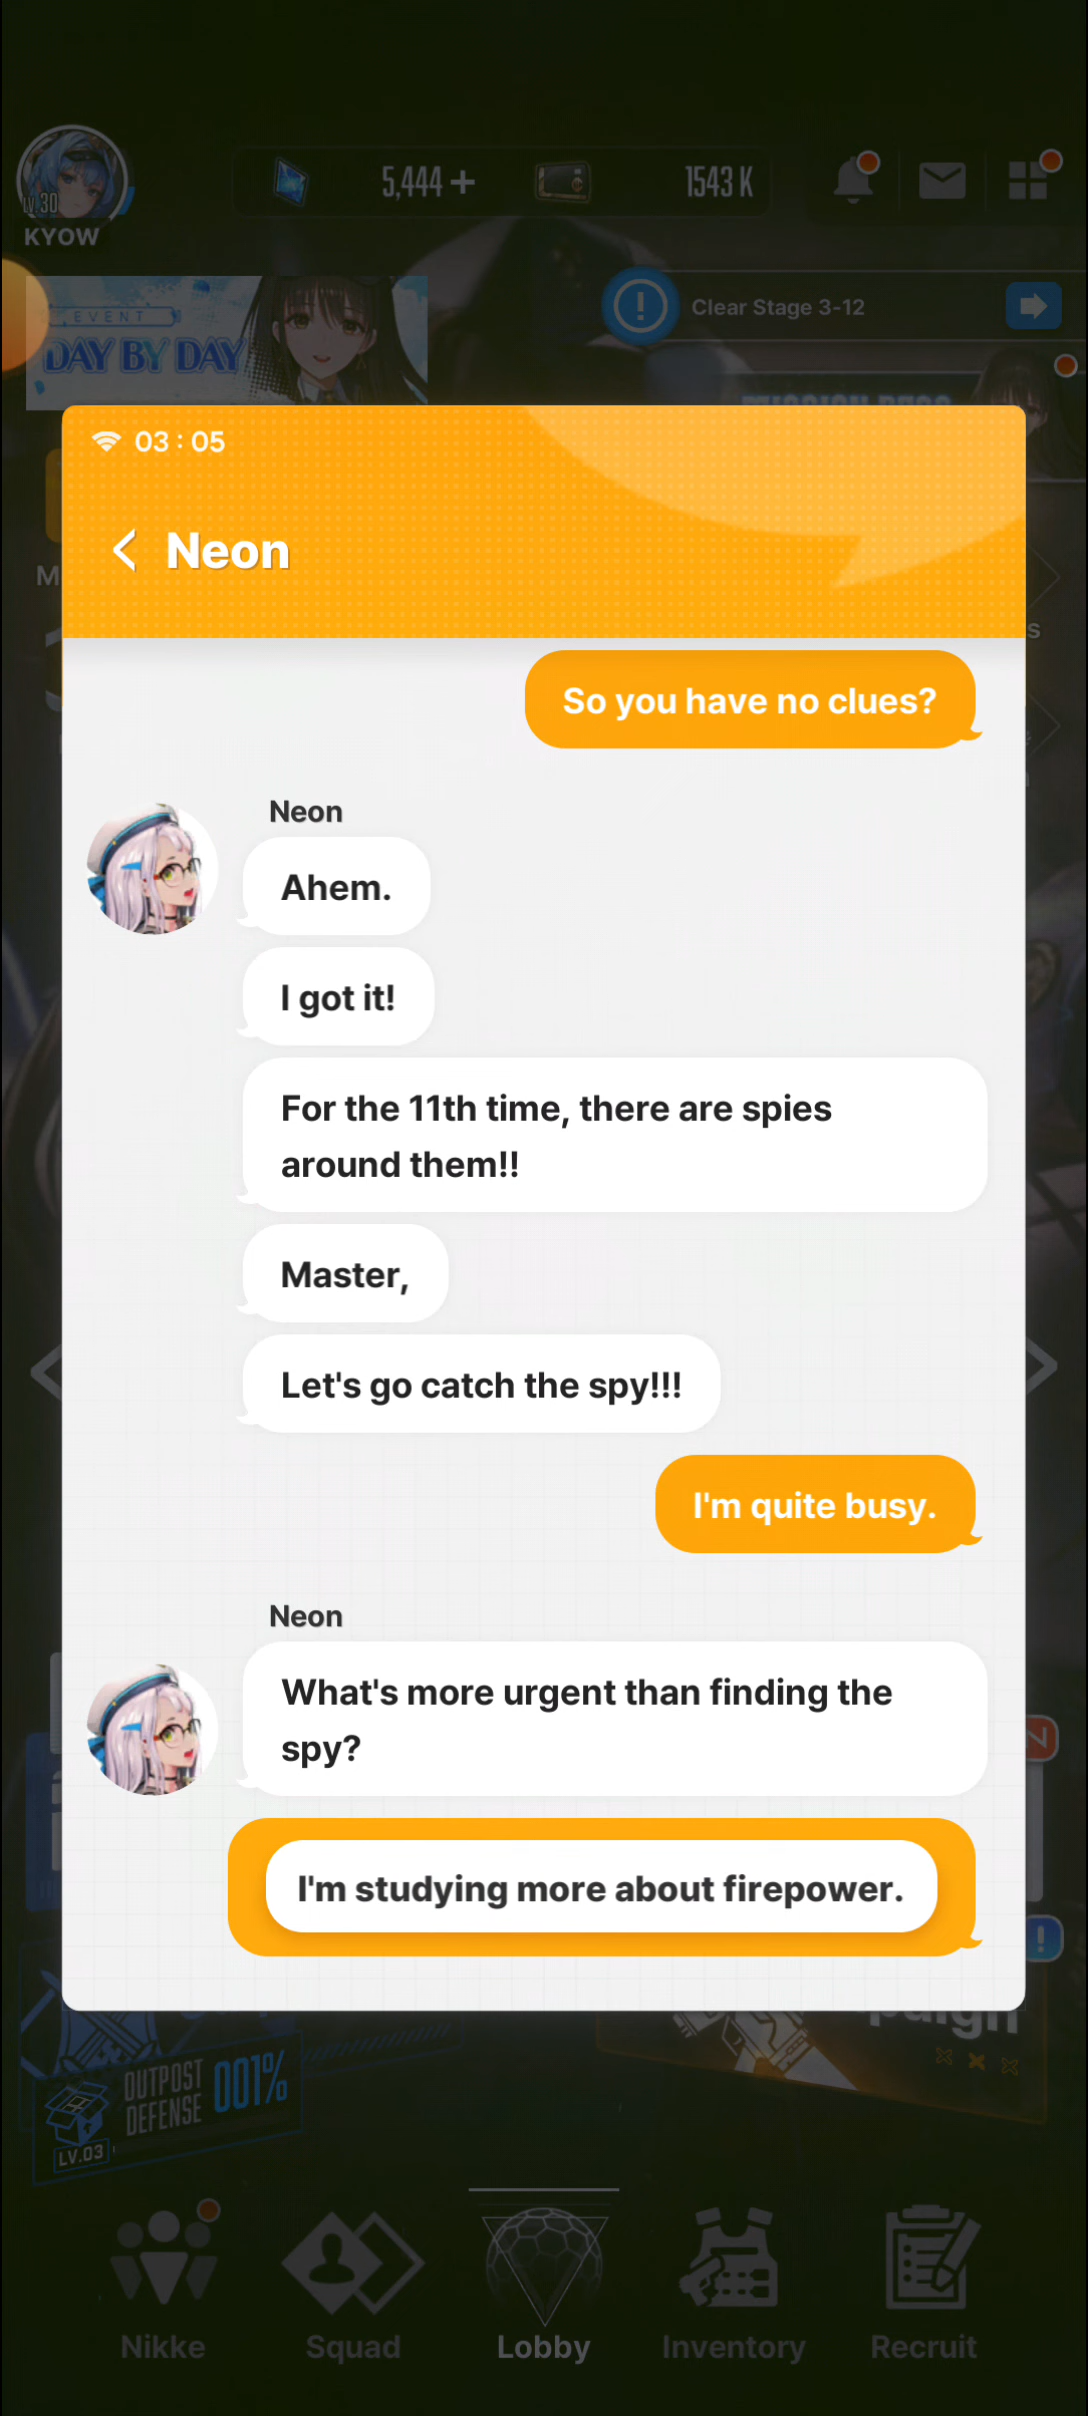 LV.30
5,444
1543 K
KYOW
EVENT
DAY BY DAY
Clear Stage 3-12
03 : 05
Neon
So you have no clues?
Neon
Ahem.
I got it!
For the 11th time, there are spies
around them!!
Master,
Let's go catch the spy!!!
I'm quite busy.
Neon
What's more urgent than finding the
spy?
I'm studying more about firepower.
OUTPOST
DEFENSE
001%
LV.03
Nikke
Squad
Lobby
Inventory
Recruit